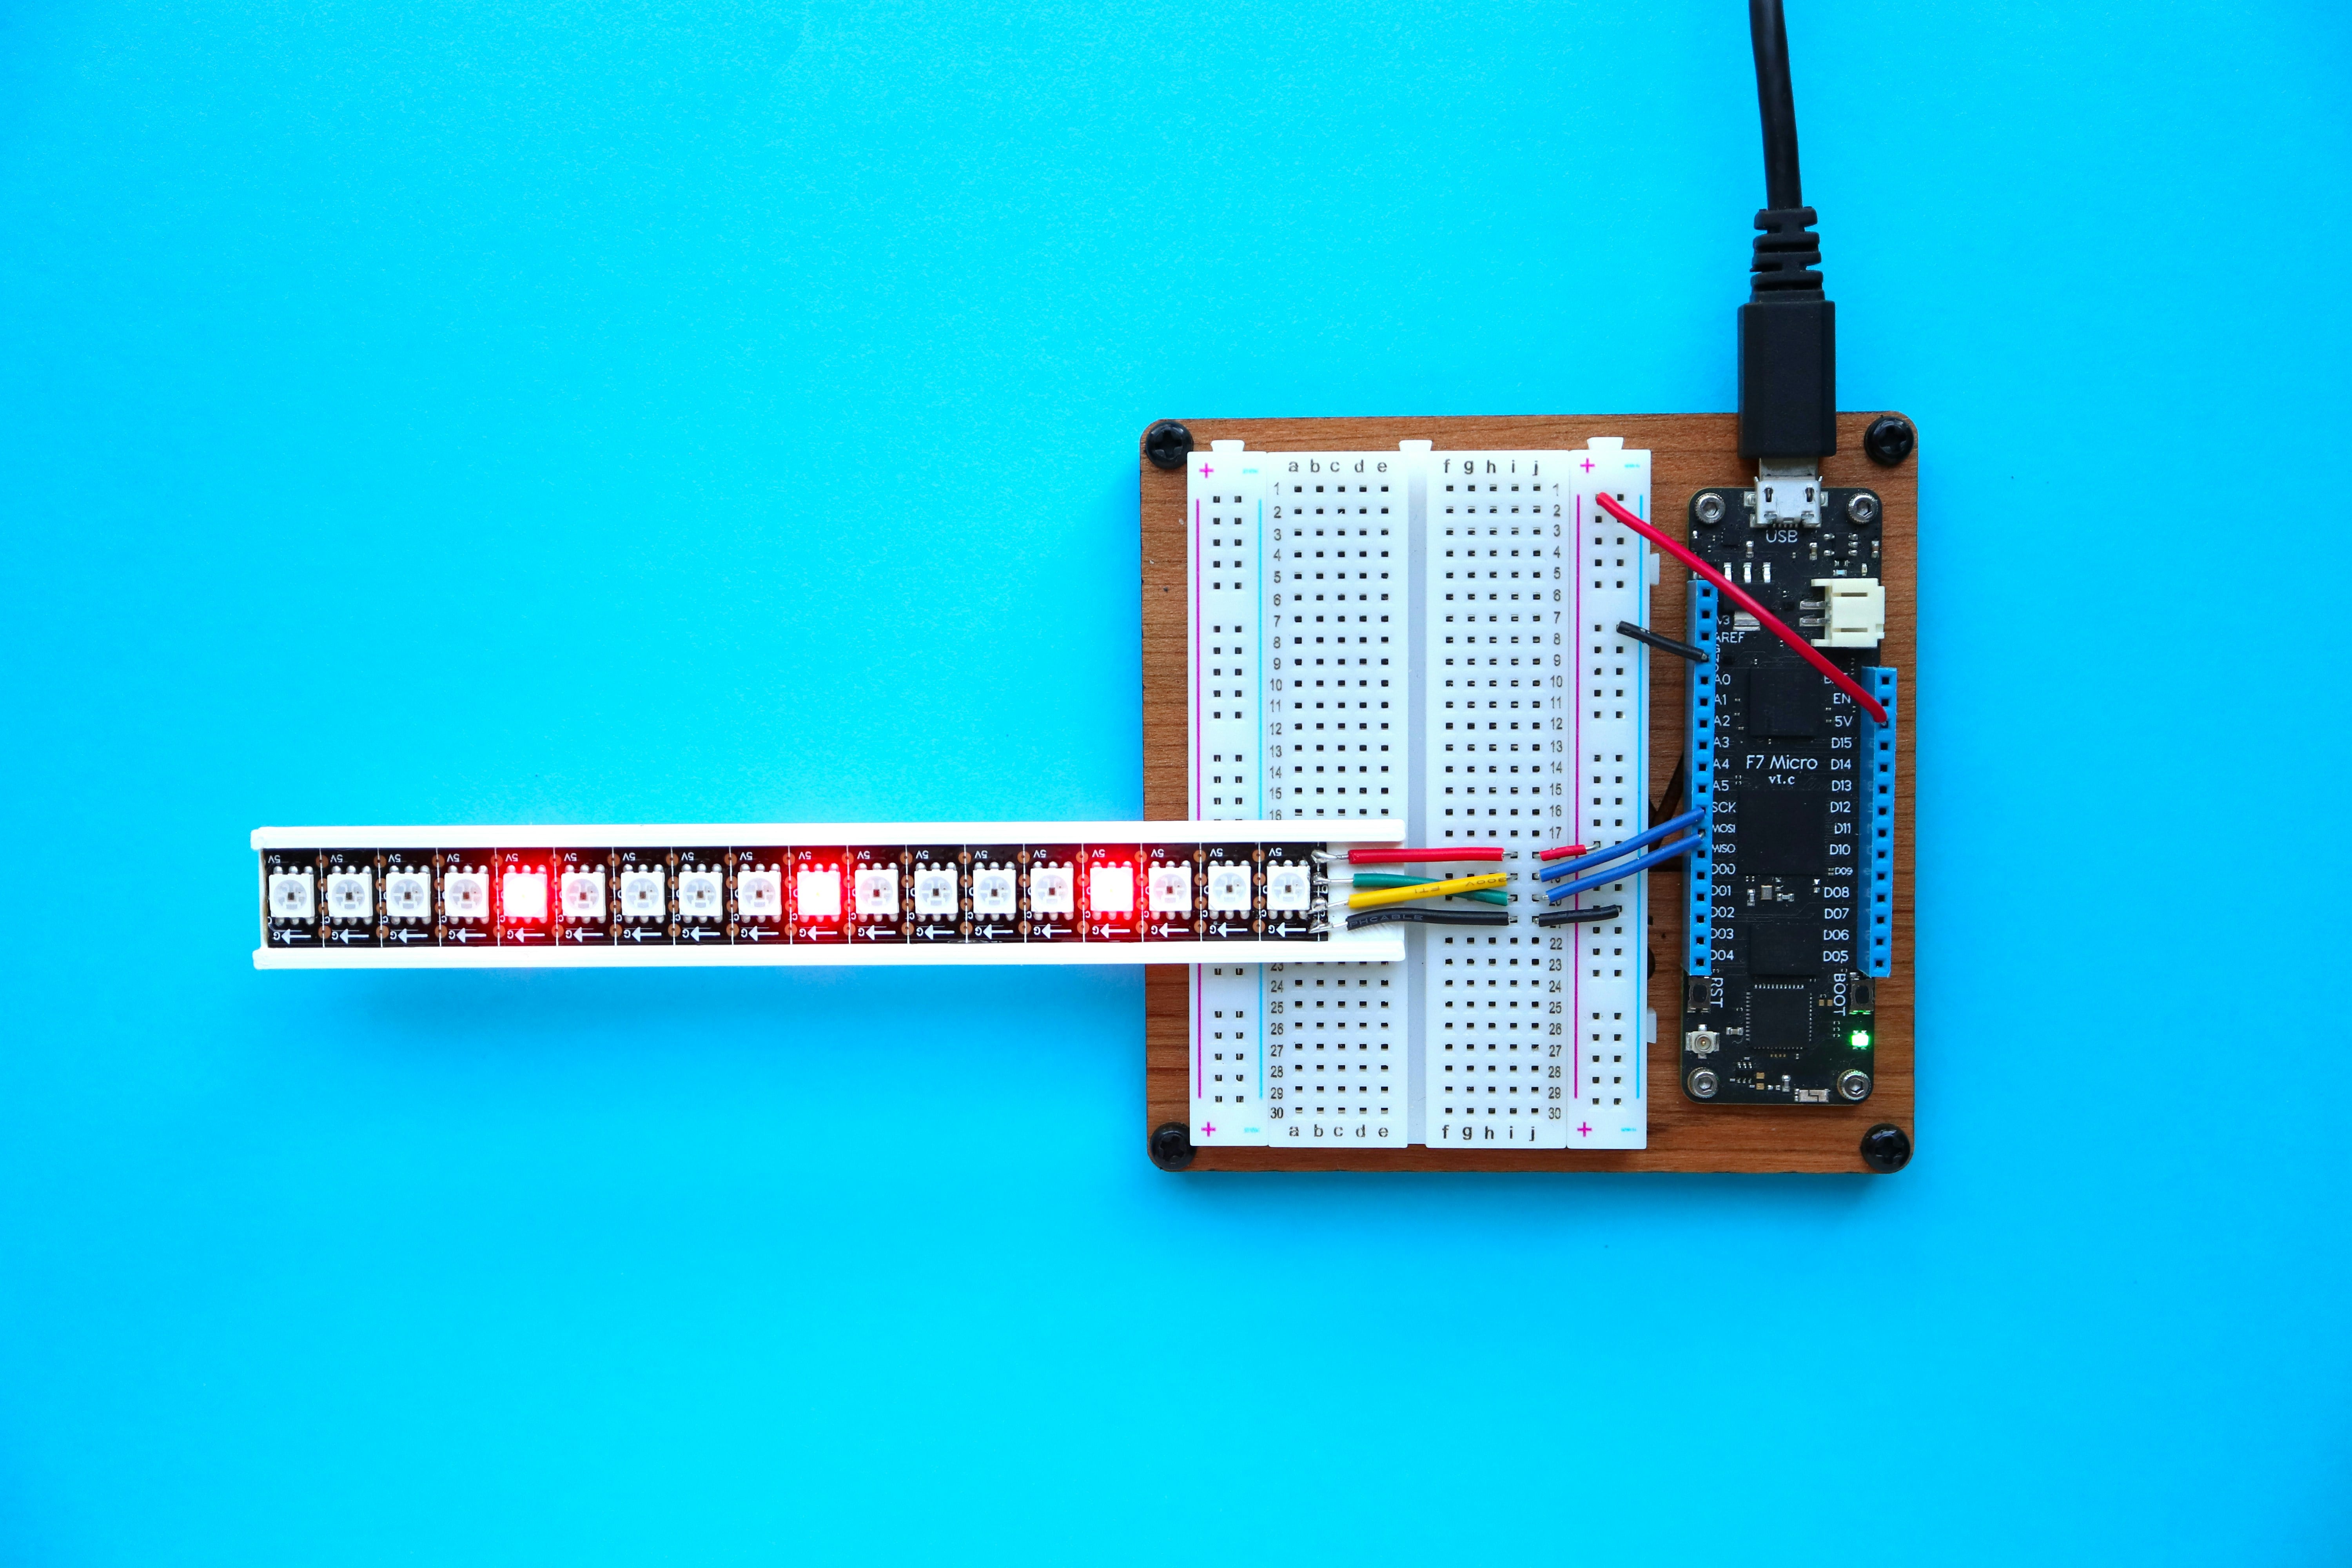 + a b c d e f g h i j +
1 1
2 2
3 3
4 4
5 5
6 6
7 7
8 8
9 9
10 10
11 11
12 12
13 13
14 14
15 15
16 16
17
22
23 23
24 24
25 25
26 26
27 27
28 28
29 29
30 30
+ a b c d e f g h i j +
USB
AREF
A0
A1 EN
A2 5V
A3 D15
A4 D14
A5 D13
SCK D12
MOSI D11
MISO D10
D00 D09
D01 D08
D02 D07
D03 D06
D04 D05
F7 Micro
v1.c
RST BOOT
5V 5V 5V 5V 5V 5V 5V 5V 5V 5V 5V 5V 5V 5V 5V 5V 5V 5V
G G G G G G G G G G G G G G G G G G